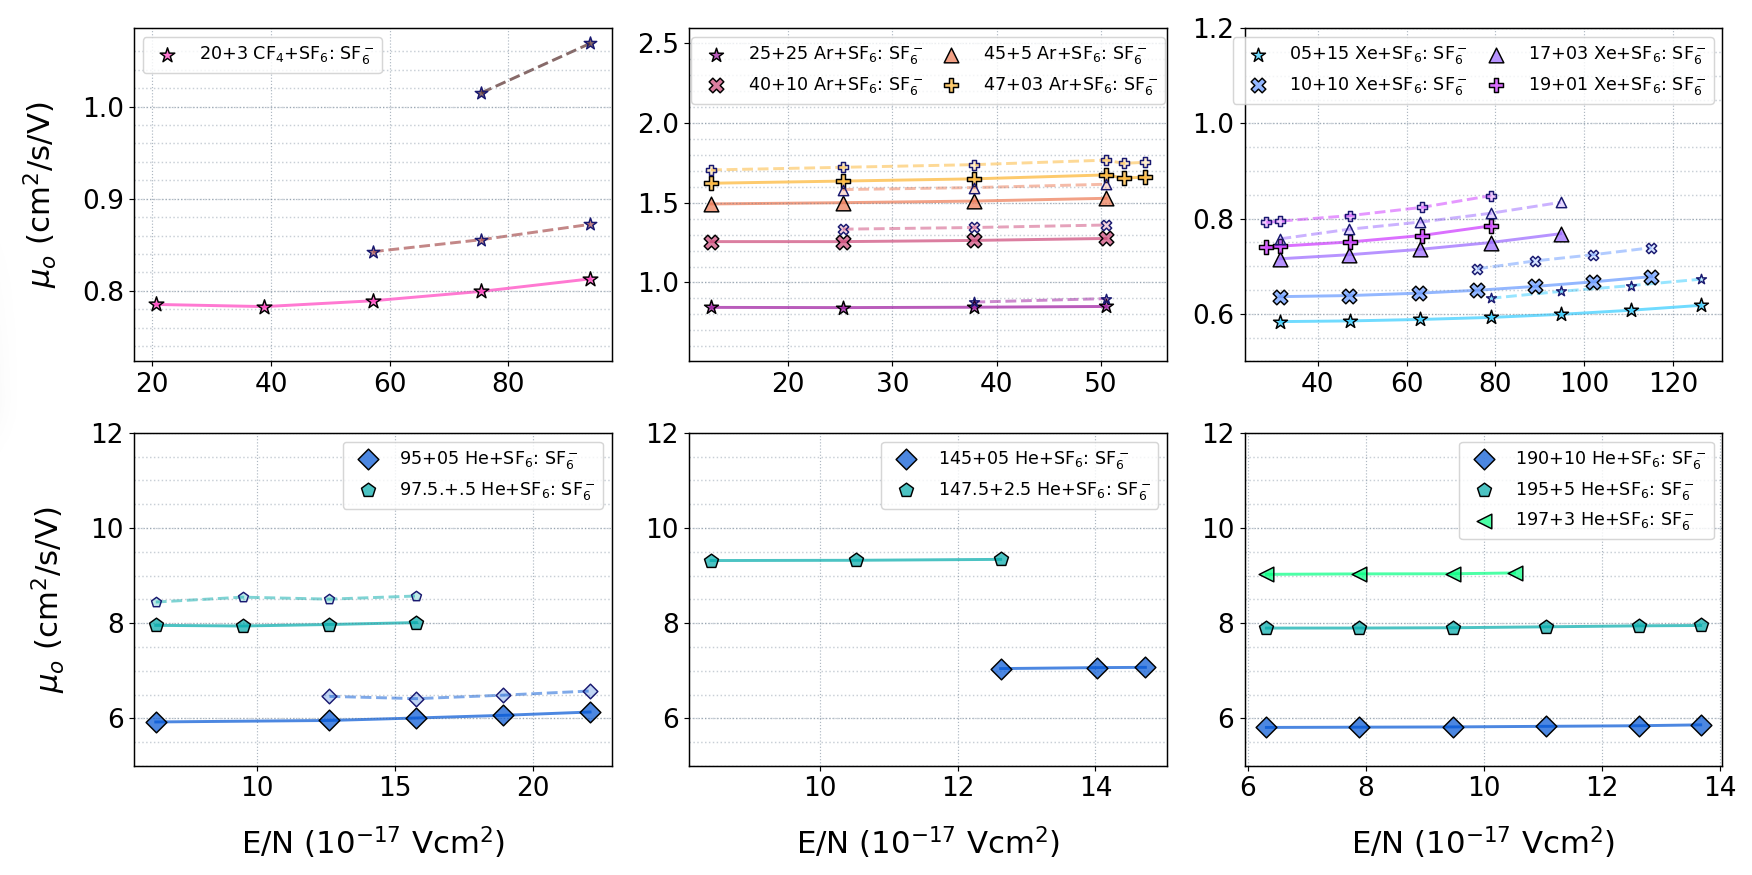 20+3 CF₄+SF₆: SF₆⁻
1.0
0.9
0.8
20 40 60 80
μₒ (cm²/s/V)
25+25 Ar+SF₆: SF₆⁻ 45+5 Ar+SF₆: SF₆⁻
40+10 Ar+SF₆: SF₆⁻ 47+03 Ar+SF₆: SF₆⁻
2.5
2.0
1.5
1.0
20 30 40 50
05+15 Xe+SF₆: SF₆⁻ 17+03 Xe+SF₆: SF₆⁻
10+10 Xe+SF₆: SF₆⁻ 19+01 Xe+SF₆: SF₆⁻
1.2
1.0
0.8
0.6
40 60 80 100 120
95+05 He+SF₆: SF₆⁻
97.5.+.5 He+SF₆: SF₆⁻
12
10
8
6
10 15 20
μₒ (cm²/s/V)
E/N (10⁻¹⁷ Vcm²)
145+05 He+SF₆: SF₆⁻
147.5+2.5 He+SF₆: SF₆⁻
12
10
8
6
10 12 14
E/N (10⁻¹⁷ Vcm²)
190+10 He+SF₆: SF₆⁻
195+5 He+SF₆: SF₆⁻
197+3 He+SF₆: SF₆⁻
12
10
8
6
6 8 10 12 14
E/N (10⁻¹⁷ Vcm²)